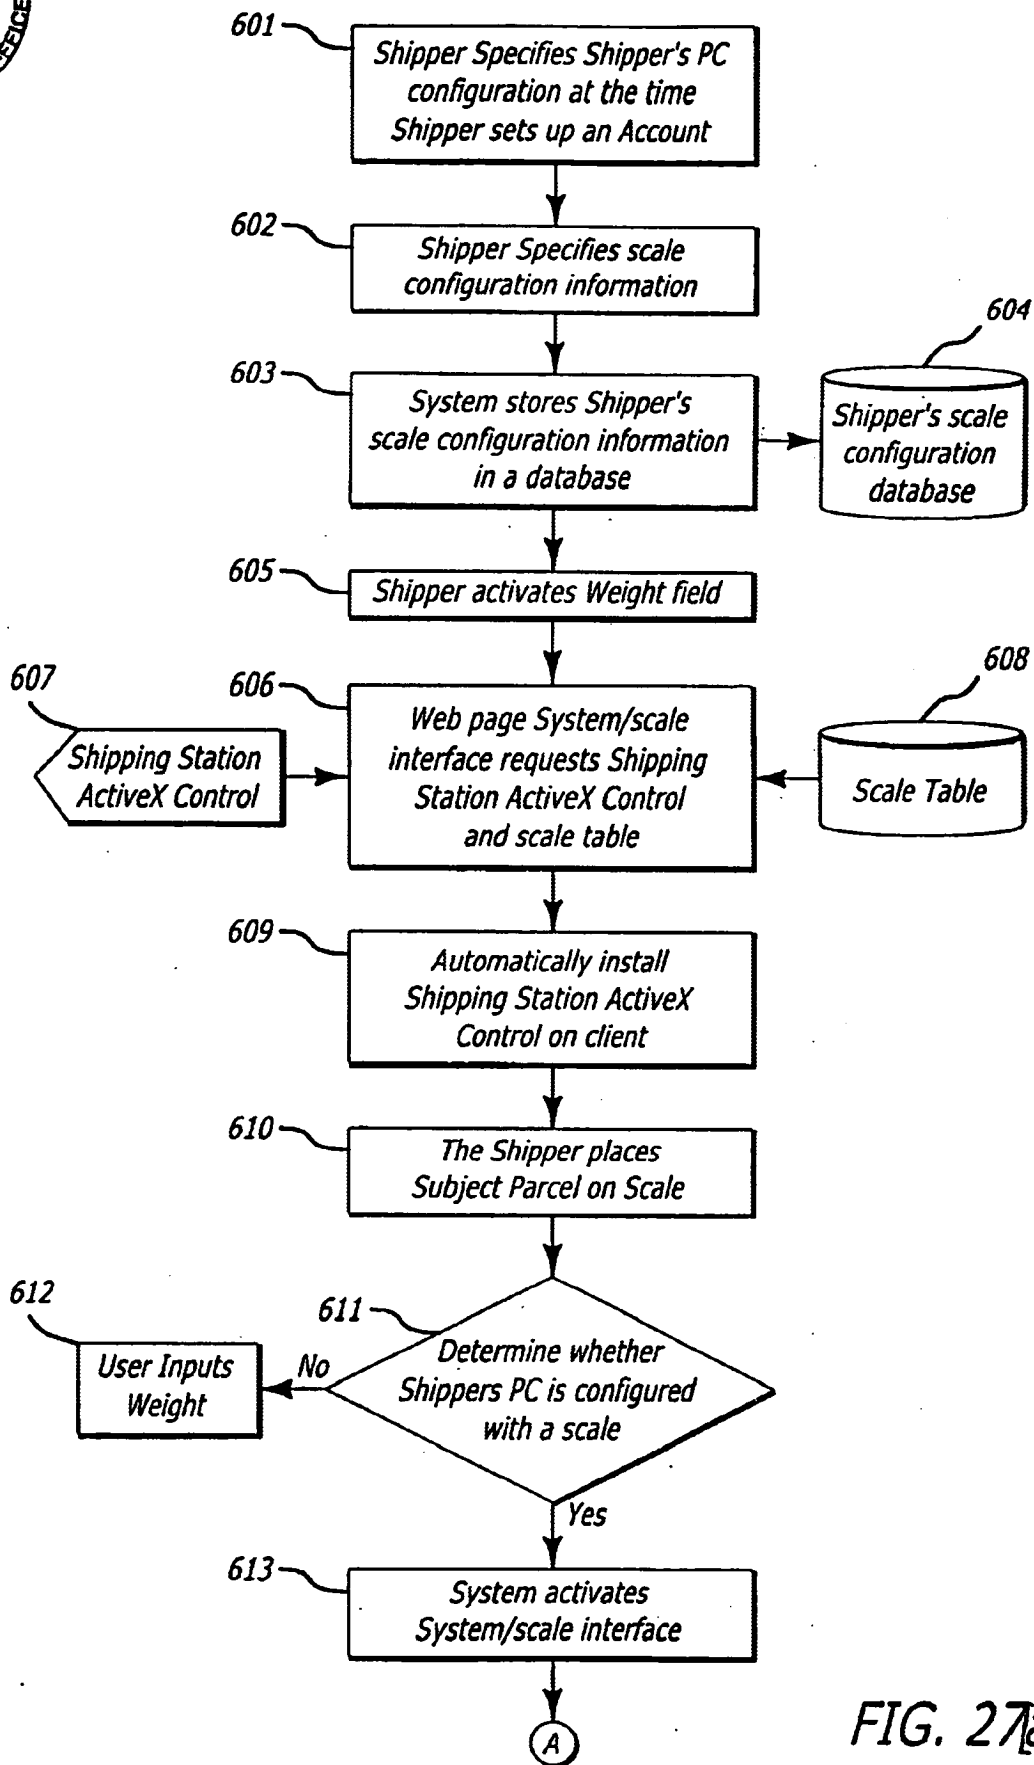 601
Shipper Specifies Shipper's PC
configuration at the time
Shipper sets up an Account
602
Shipper Specifies scale
configuration information
603
System stores Shipper's
scale configuration information
in a database
604
Shipper's scale
configuration
database
605
Shipper activates Weight field
606
Web page System/scale
interface requests Shipping
Station ActiveX Control
and scale table
607
Shipping Station
ActiveX Control
608
Scale Table
609
Automatically install
Shipping Station ActiveX
Control on client
610
The Shipper places
Subject Parcel on Scale
611
Determine whether
Shippers PC is configured
with a scale
No
612
User Inputs
Weight
Yes
613
System activates
System/scale interface
A
FIG. 27